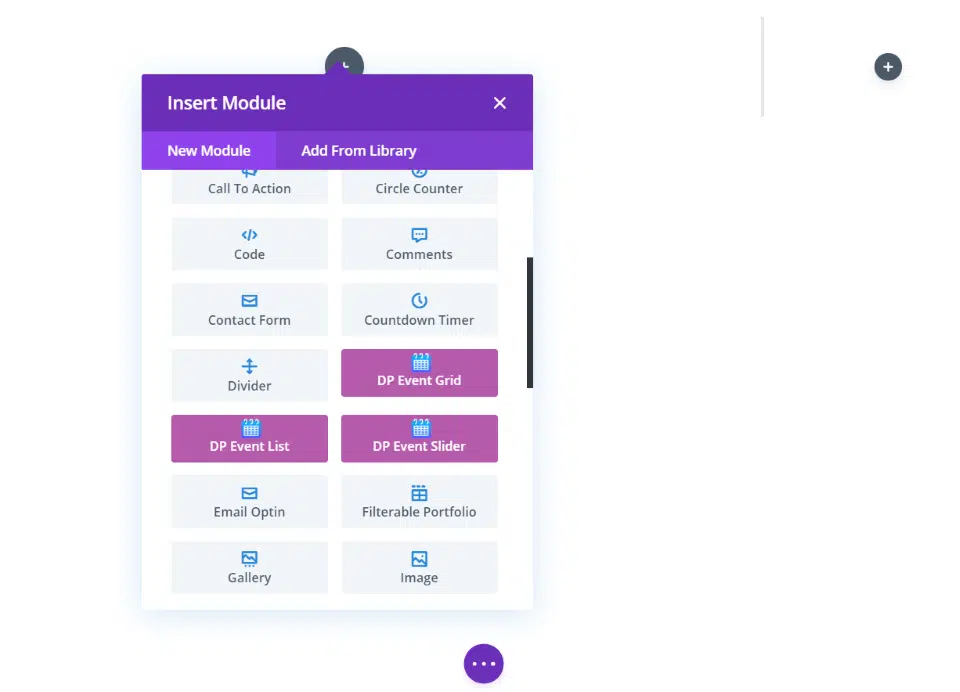 Insert Module
New Module
Add From Library
Call To Action
Circle Counter
Code
Comments
Contact Form
Countdown Timer
Divider
DP Event Grid
DP Event List
DP Event Slider
Email Optin
Filterable Portfolio
Gallery
Image